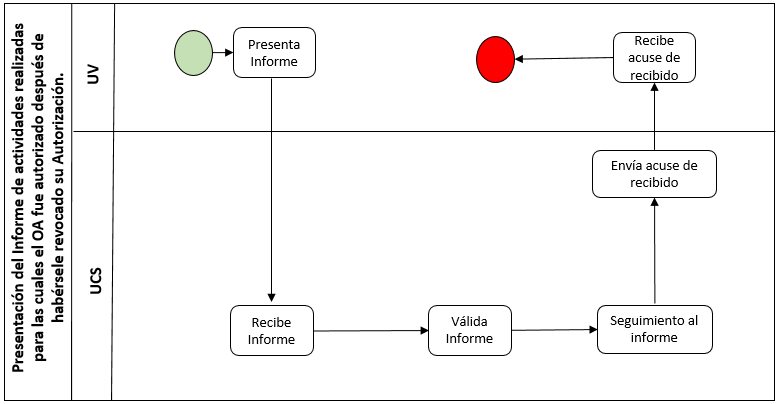 Presentación del Informe de actividades realizadas
para las cuales el OA fue autorizado después de
habérsele revocado su Autorización.
UV
Presenta
Informe
Recibe
acuse de
recibido
UCS
Envía acuse de
recibido
Recibe
Informe
Válida
Informe
Seguimiento al
informe